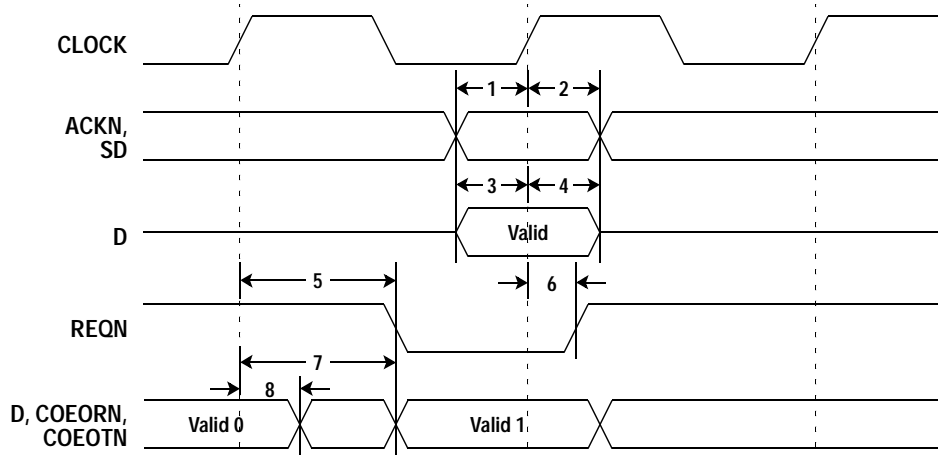 CLOCK
1
2
ACKN,
SD
3
4
D
Valid
5
6
REQN
7
8
D, COEORN,
COEOTN
Valid 0
Valid 1